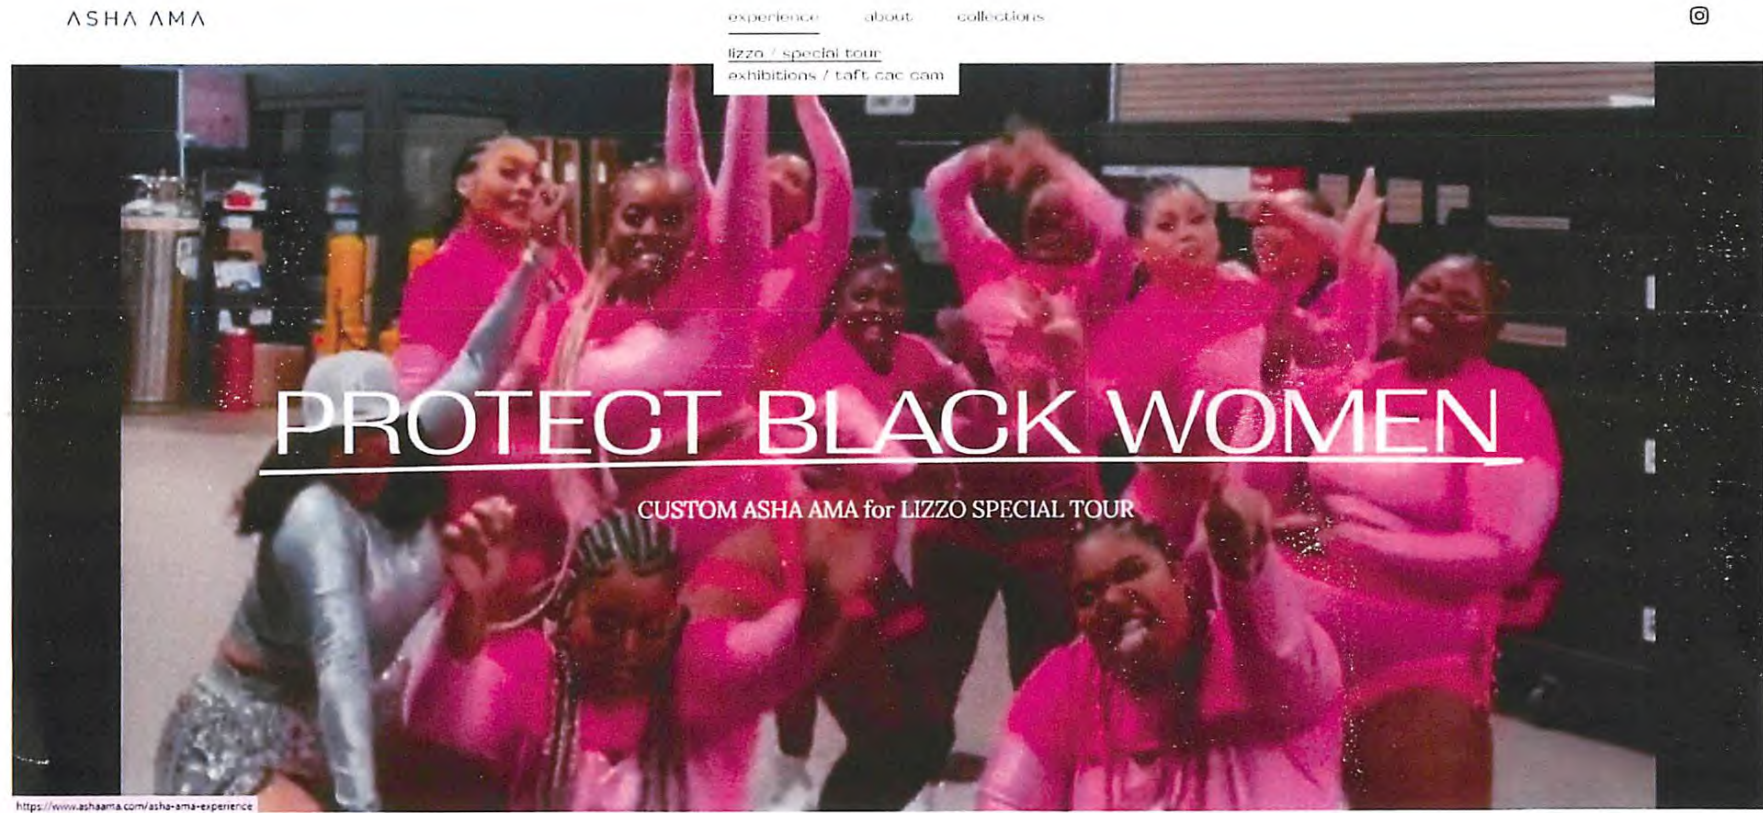 ASHA AMA
experience about collections
lizzo / special tour
exhibitions / taft cac cam
PROTECT BLACK WOMEN
CUSTOM ASHA AMA for LIZZO SPECIAL TOUR
https://www.ashaama.com/asha-ama-experience